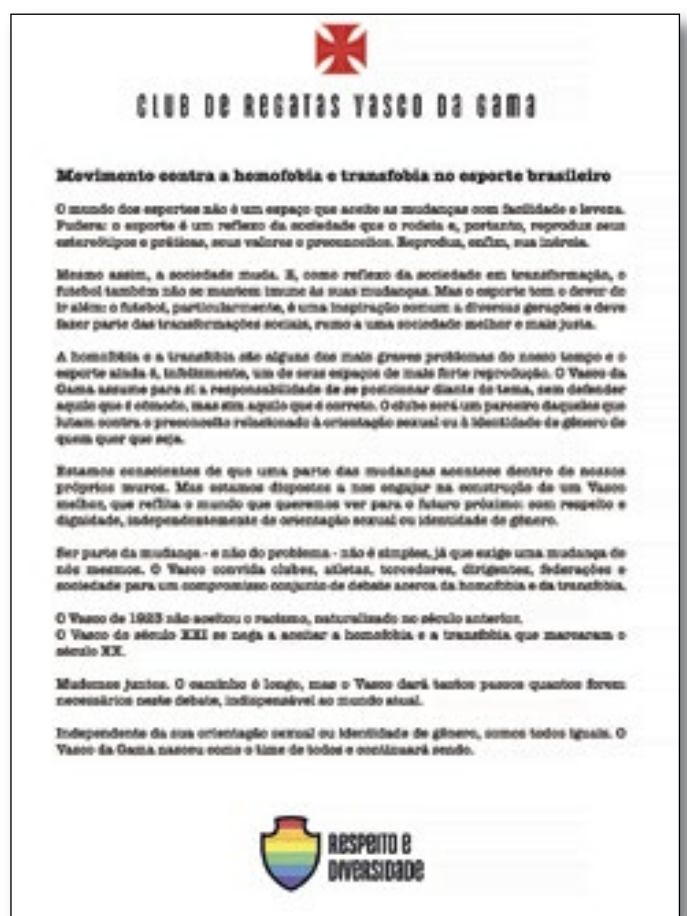 CLUB DE REGATAS VASCO DA GAMA
Movimento contra a homofobia e transfobia no esporte brasileiro
O mundo dos esportes não é um espaço que aceite as mudanças com facilidade e leveza.
Pudera: o esporte é um reflexo da sociedade que o rodeia e, portanto, reproduz seus
estereótipos e práticas, seus valores e preconceitos. Reproduz, enfim, sua inércia.
Mesmo assim, a sociedade muda. E, como reflexo da sociedade em transformação, o
futebol também não se mantem imune às suas mudanças. Mas o esporte tem o dever de
ir além: o futebol, particularmente, é uma inspiração comum a diversas gerações e deve
fazer parte das transformações sociais, rumo a uma sociedade melhor e mais justa.
A homofobia e a transfobia são alguns dos mais graves problemas do nosso tempo e o
esporte ainda é, infelizmente, um de seus espaços de mais forte reprodução. O Vasco da
Gama assume para si a responsabilidade de se posicionar diante do tema, sem defender
aquilo que é cômodo, mas sim aquilo que é correto. O clube será um parceiro daqueles que
lutam contra o preconceito relacionado à orientação sexual ou à identidade de gênero de
quem quer que seja.
Estamos conscientes de que uma parte das mudanças acontece dentro de nossos
próprios muros. Mas estamos dispostos a nos engajar na construção de um Vasco
melhor, que reflita o mundo que queremos ver para o futuro próximo: com respeito e
dignidade, independentemente de orientação sexual ou identidade de gênero.
Ser parte da mudança - e não do problema - não é simples, já que exige uma mudança de
nós mesmos. O Vasco convida clubes, atletas, torcedores, dirigentes, federações e
sociedade para um compromisso conjunto de debate acerca da homofobia e da transfobia.
O Vasco de 1923 não aceitou o racismo, naturalizado no século anterior.
O Vasco do século XXI se nega a aceitar a homofobia e a transfobia que marcaram o
século XX.
Mudemos juntos. O caminho é longo, mas o Vasco dará tantos passos quantos forem
necessários neste debate, indispensável ao mundo atual.
Independente da sua orientação sexual ou identidade de gênero, somos todos iguais. O
Vasco da Gama nasceu como o time de todos e continuará sendo.
RESPEITO E
DIVERSIDADE